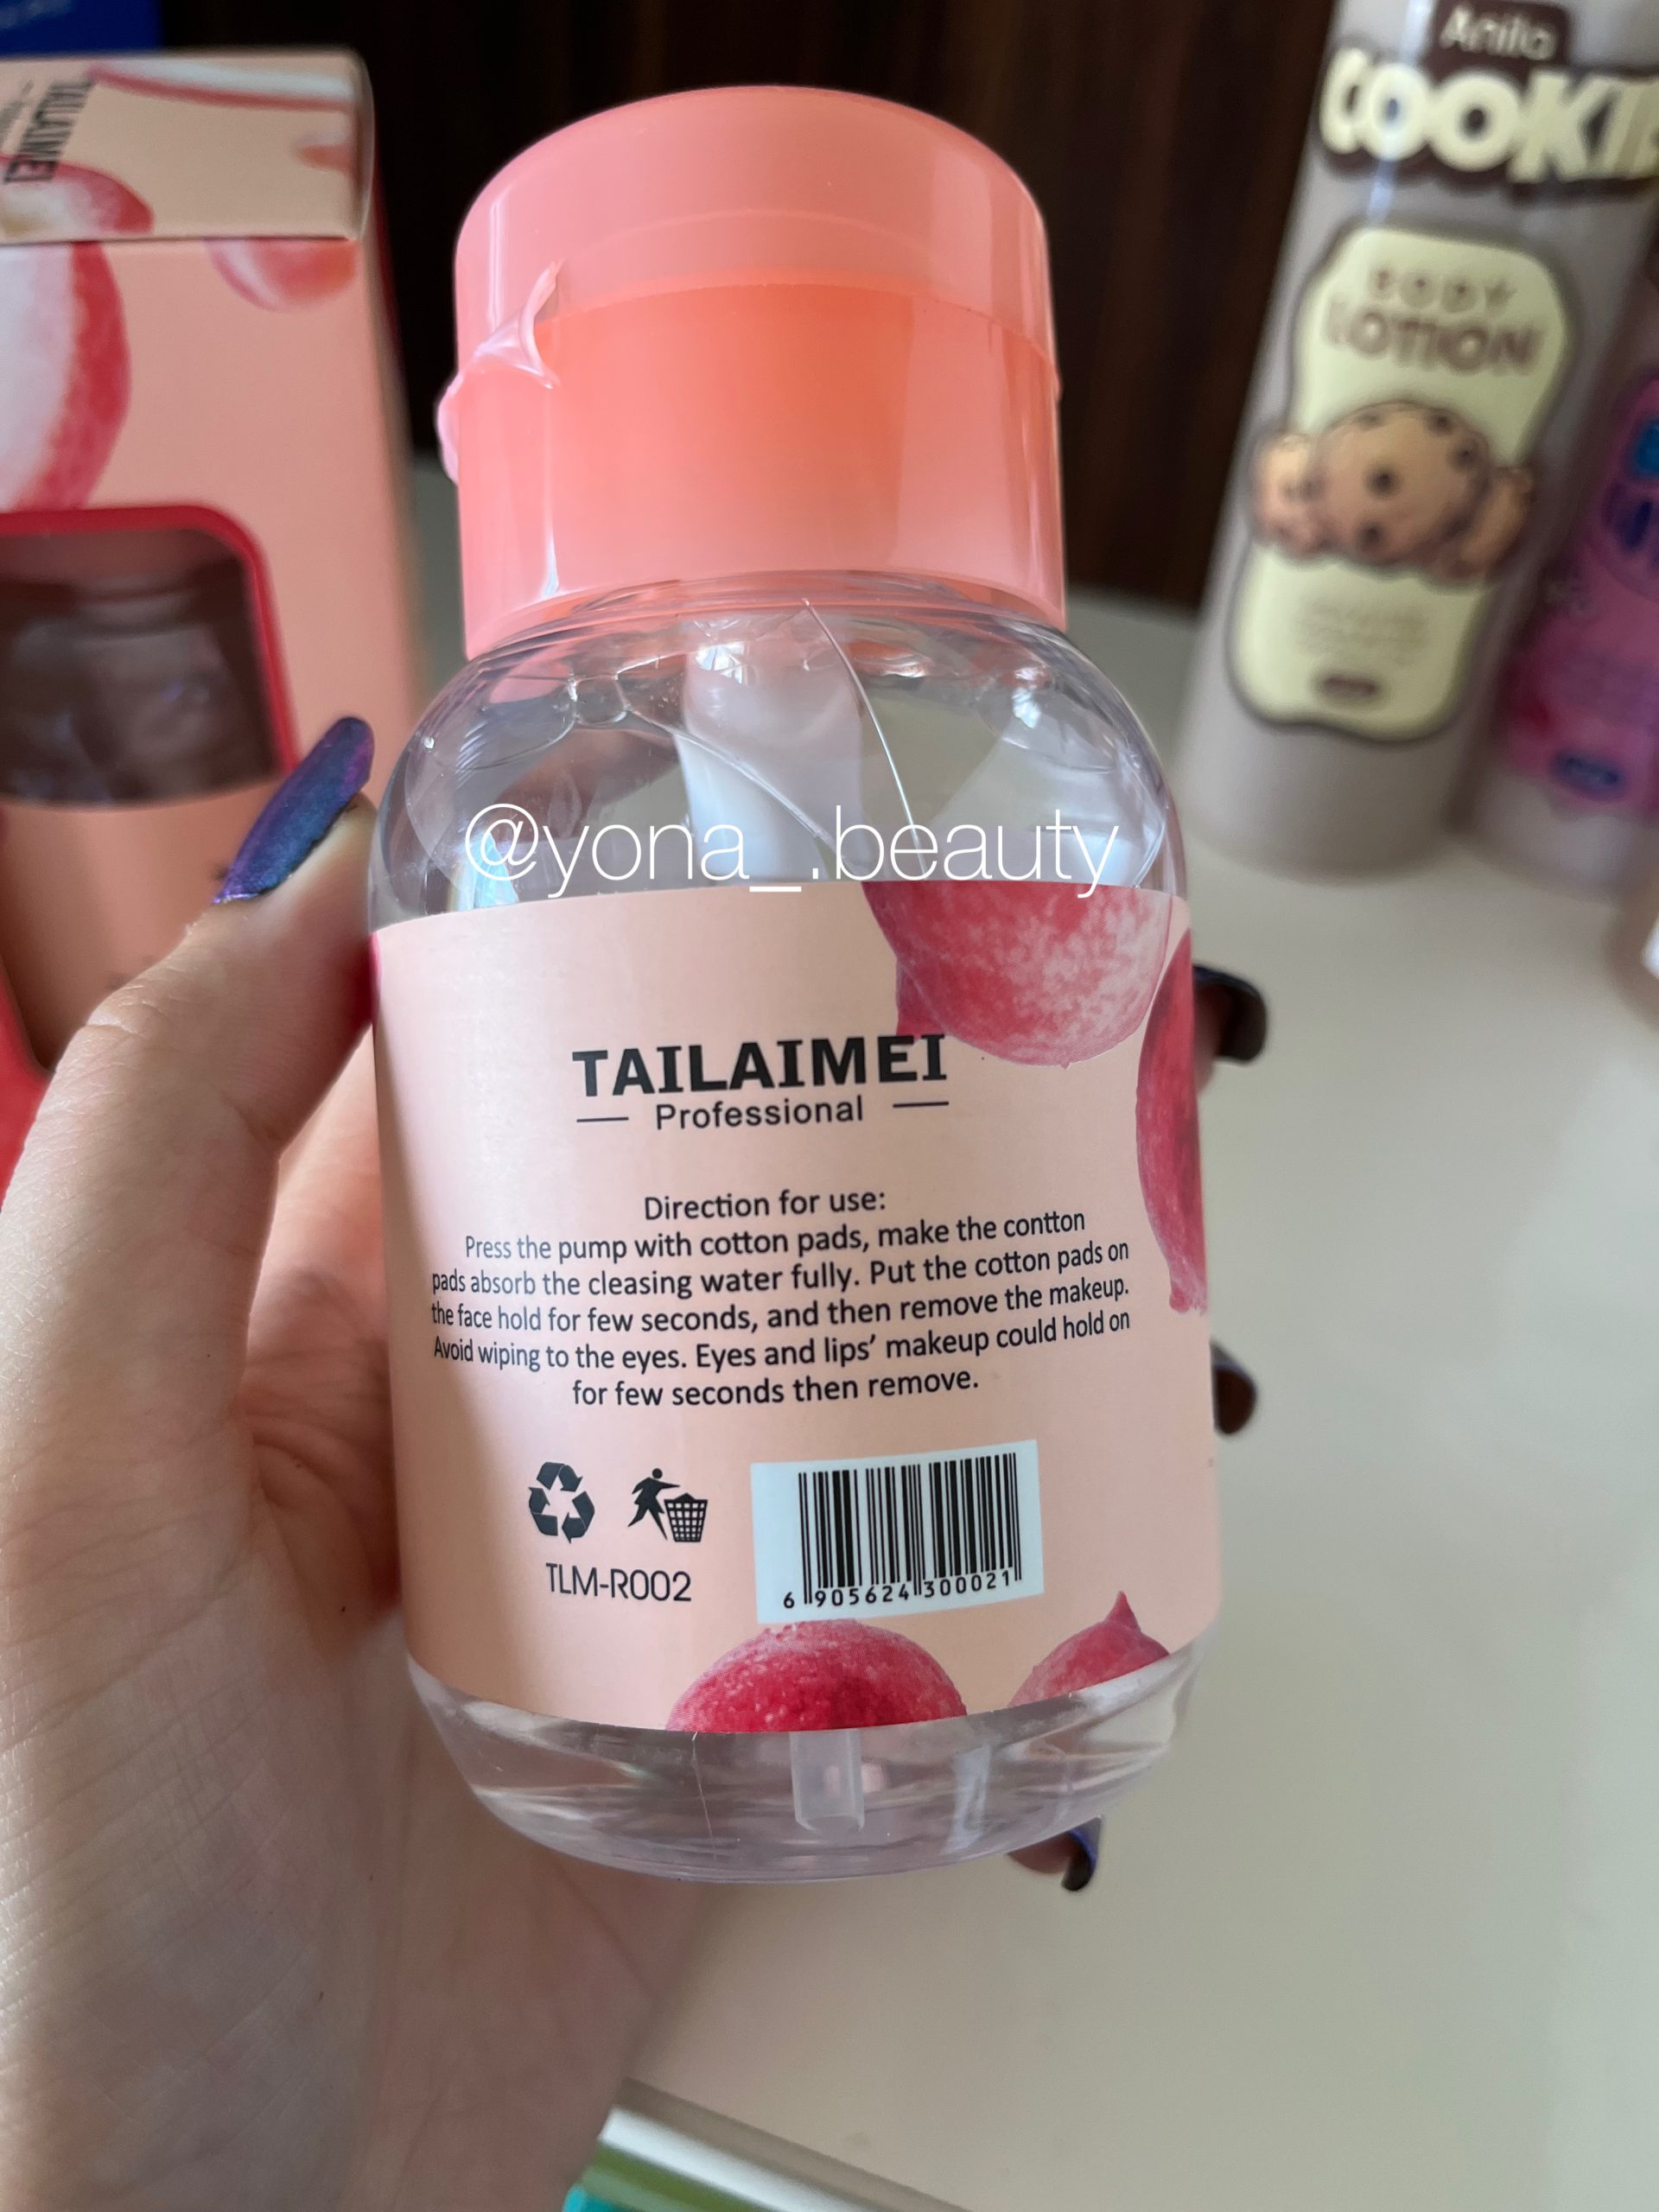 TAILAIMEI
Anila
COOKIE
BODY
LOTION
@yona_.beauty
TAILAIMEI
Professional
Direction for use:
Press the pump with cotton pads, make the contton
pads absorb the cleasing water fully. Put the cotton pads on
the face hold for few seconds, and then remove the makeup.
Avoid wiping to the eyes. Eyes and lips’ makeup could hold on
for few seconds then remove.
TLM-R002
6 905624 300021